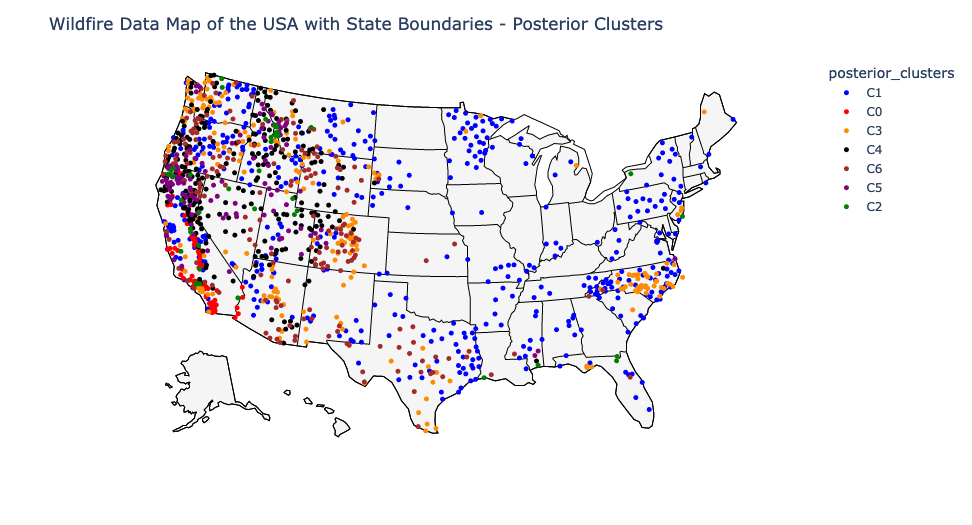 Wildfire Data Map of the USA with State Boundaries - Posterior Clusters
posterior_clusters
C1
C0
C3
C4
C6
C5
C2